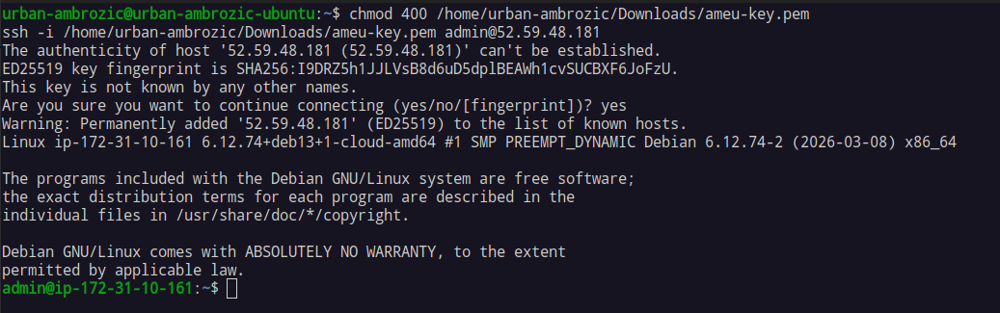 urban-ambrozic@urban-ambrozic-ubuntu:~$ chmod 400 /home/urban-ambrozic/Downloads/ameu-key.pem
ssh -i /home/urban-ambrozic/Downloads/ameu-key.pem admin@52.59.48.181
The authenticity of host '52.59.48.181 (52.59.48.181)' can't be established.
ED25519 key fingerprint is SHA256:I9DRZ5h1JJLVsB8d6uD5dplBEAWh1cvSUCBXF6JoFzU.
This key is not known by any other names.
Are you sure you want to continue connecting (yes/no/[fingerprint])? yes
Warning: Permanently added '52.59.48.181' (ED25519) to the list of known hosts.
Linux ip-172-31-10-161 6.12.74+deb13+1-cloud-amd64 #1 SMP PREEMPT_DYNAMIC Debian 6.12.74-2 (2026-03-08) x86_64

The programs included with the Debian GNU/Linux system are free software;
the exact distribution terms for each program are described in the
individual files in /usr/share/doc/*/copyright.

Debian GNU/Linux comes with ABSOLUTELY NO WARRANTY, to the extent
permitted by applicable law.
admin@ip-172-31-10-161:~$